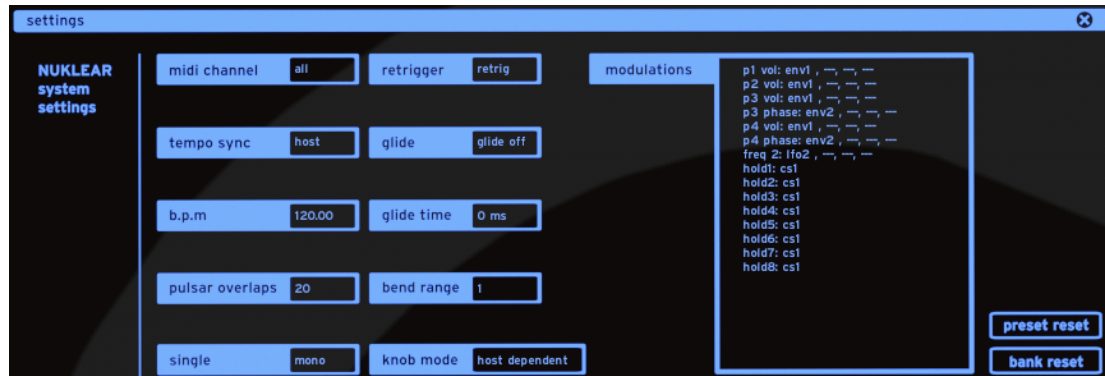 settings
NUKLEAR
system
settings
midi channel all
retrigger retrig
tempo sync host
glide glide off
b.p.m 120.00
glide time 0 ms
pulsar overlaps 20
bend range 1
single mono
knob mode host dependent
modulations
p1 vol: env1 , —, —, —
p2 vol: env1 , —, —, —
p3 vol: env1 , —, —, —
p3 phase: env2 , —, —, —
p4 vol: env1 , —, —, —
p4 phase: env2 , —, —, —
freq 2: lfo2 , —, —, —
hold1: cs1
hold2: cs1
hold3: cs1
hold4: cs1
hold5: cs1
hold6: cs1
hold7: cs1
hold8: cs1
preset reset
bank reset